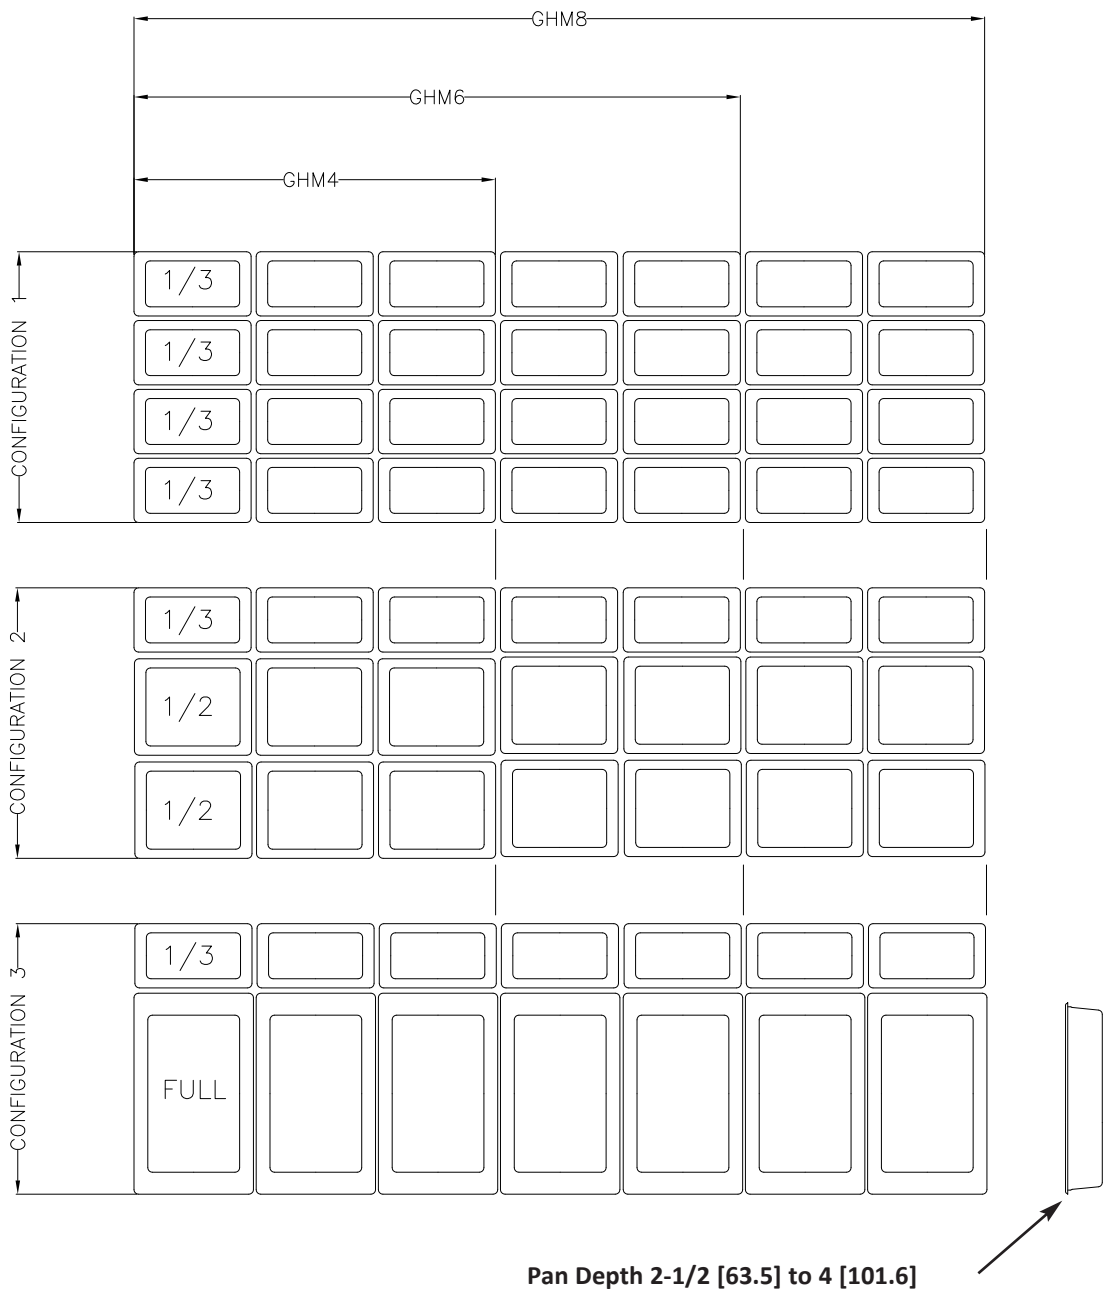 GHM8
GHM6
GHM4
CONFIGURATION 1
1/3
1/3
1/3
1/3
CONFIGURATION 2
1/3
1/2
1/2
CONFIGURATION 3
1/3
FULL
Pan Depth 2-1/2 [63.5] to 4 [101.6]